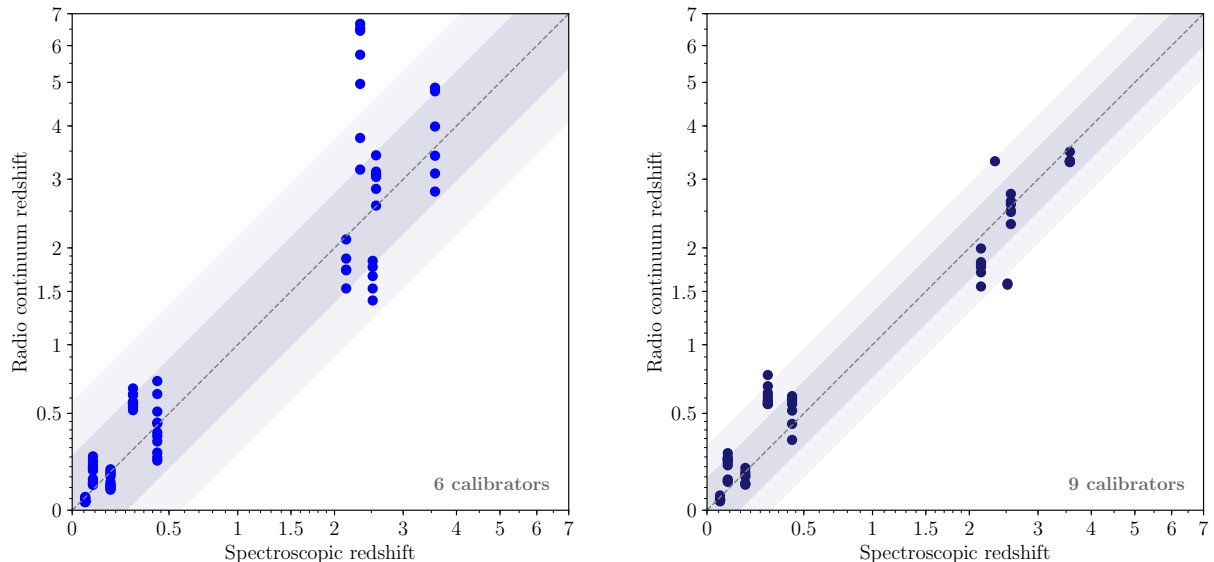 7
6
5
4
3
2
1.5
1
0.5
0
Radio continuum redshift
6 calibrators
0 0.5 1 1.5 2 3 4 5 6 7
Spectroscopic redshift
7
6
5
4
3
2
1.5
1
0.5
0
Radio continuum redshift
9 calibrators
0 0.5 1 1.5 2 3 4 5 6 7
Spectroscopic redshift